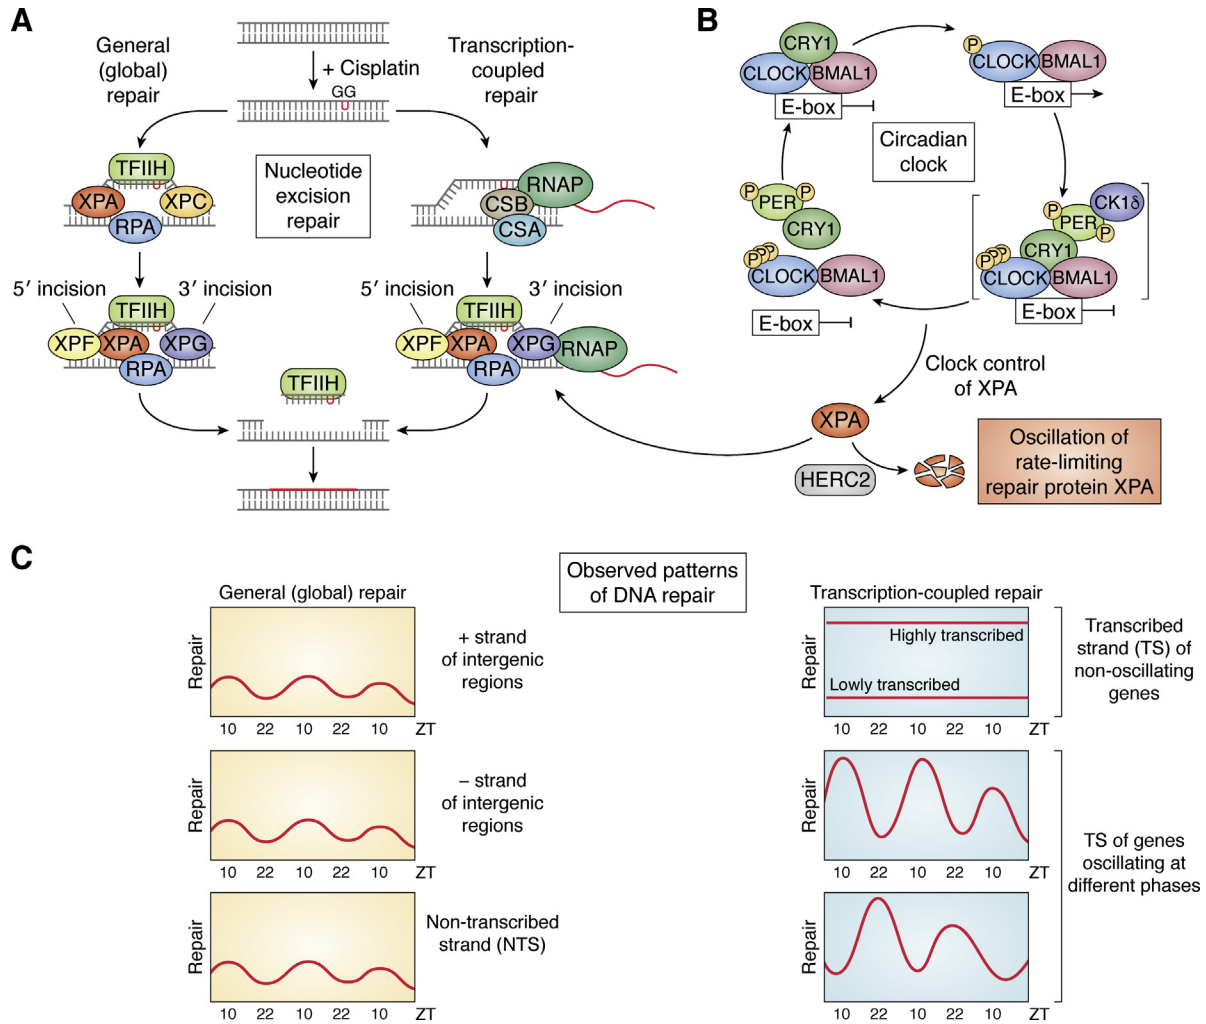 A
General
(global)
repair
+ Cisplatin
GG
Transcription-
coupled
repair
Nucleotide
excision
repair
TFIIH
XPA
XPC
RPA
RNAP
CSB
CSA
5′ incision
3′ incision
TFIIH
XPF
XPA
XPG
RPA
5′ incision
3′ incision
TFIIH
XPF
XPA
XPG
RNAP
RPA
TFIIH
B
CRY1
CLOCK
BMAL1
E-box
P
CLOCK
BMAL1
E-box
Circadian
clock
P
P
PER
CRY1
P
P
P
CLOCK
BMAL1
E-box
CK1δ
P
PER
P
CRY1
P
P
P
CLOCK
BMAL1
E-box
Clock control
of XPA
XPA
HERC2
Oscillation of
rate-limiting
repair protein XPA
C
Observed patterns
of DNA repair
General (global) repair
Repair
10 22 10 22 10 ZT
+ strand
of intergenic
regions
Repair
10 22 10 22 10 ZT
– strand
of intergenic
regions
Repair
10 22 10 22 10 ZT
Non-transcribed
strand (NTS)
Transcription-coupled repair
Repair
Highly transcribed
Lowly transcribed
10 22 10 22 10 ZT
Transcribed
strand (TS) of
non-oscillating
genes
Repair
10 22 10 22 10 ZT
Repair
10 22 10 22 10 ZT
TS of genes
oscillating at
different phases